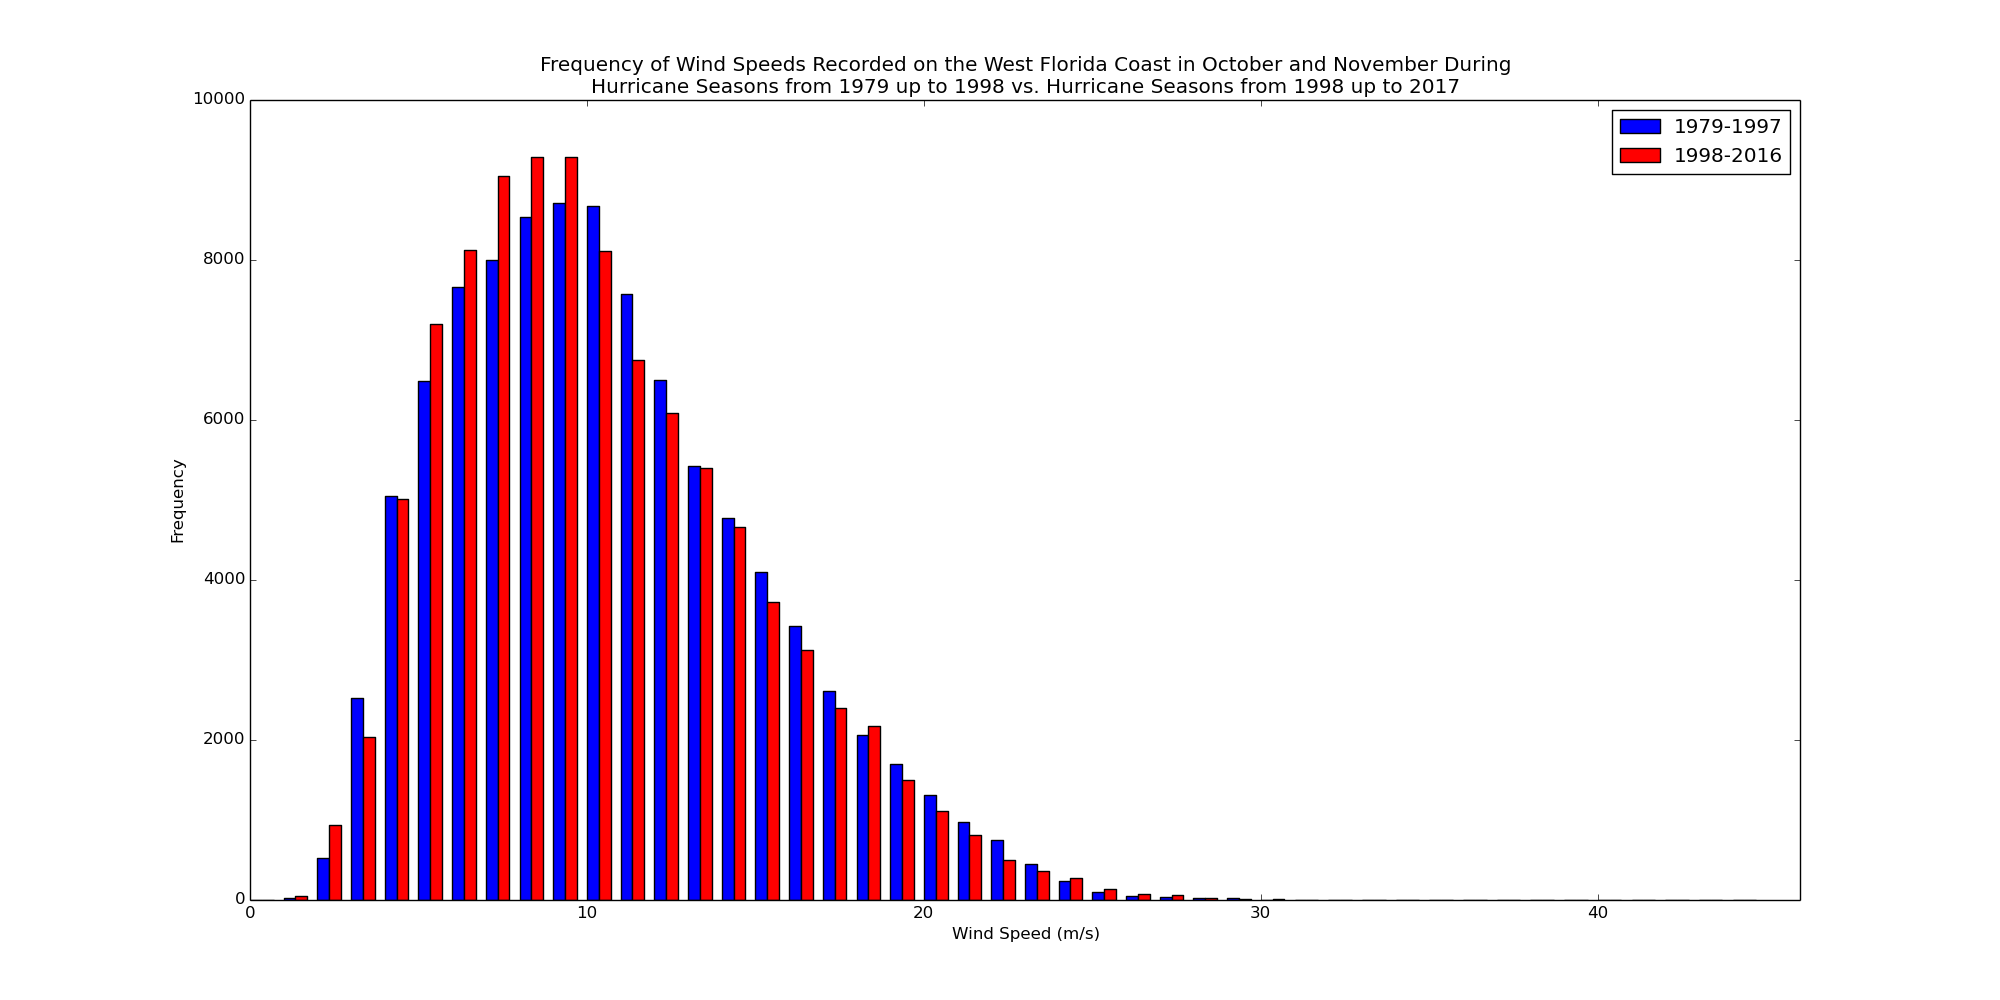 Frequency of Wind Speeds Recorded on the West Florida Coast in October and November During
Hurricane Seasons from 1979 up to 1998 vs. Hurricane Seasons from 1998 up to 2017
1979-1997
1998-2016
10000
8000
6000
4000
2000
0
Frequency
0 10 20 30 40
Wind Speed (m/s)